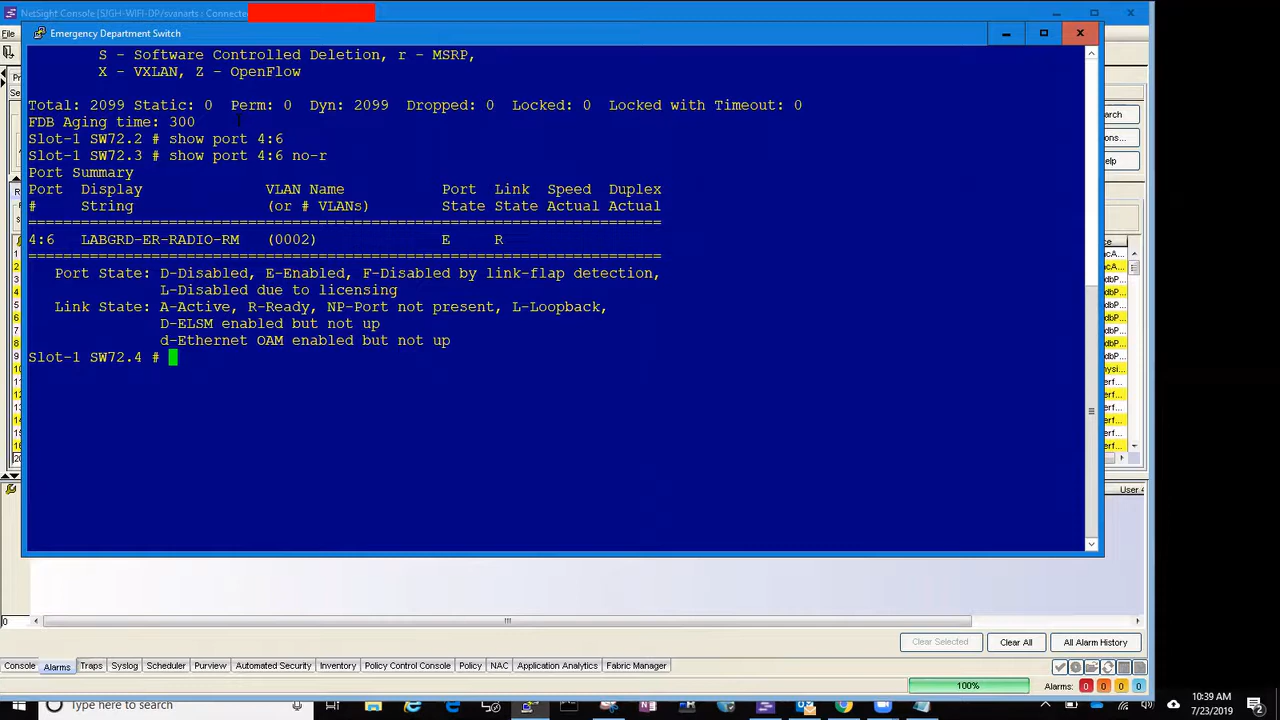 NetSight Console (SJGH-WIFI-DP/svanarts : Connecte
Emergency Department Switch
File
S - Software Controlled Deletion, r - MSRP,
X - VXLAN, Z - OpenFlow
Total: 2099 Static: 0 Perm: 0 Dyn: 2099 Dropped: 0 Locked: 0 Locked with Timeout: 0
FDB Aging time: 300
Slot-1 SW72.2 # show port 4:6
Slot-1 SW72.3 # show port 4:6 no-r
Port Summary
Port Display VLAN Name Port Link Speed Duplex
# String (or # VLANs) State State Actual Actual
==================================================================
4:6 LABGRD-ER-RADIO-RM (0002) E R
==================================================================
Port State: D-Disabled, E-Enabled, F-Disabled by link-flap detection,
L-Disabled due to licensing
Link State: A-Active, R-Ready, NP-Port not present, L-Loopback,
D-ELSM enabled but not up
d-Ethernet OAM enabled but not up
Slot-1 SW72.4 #
User
Clear Selected Clear All All Alarm History
Console Alarms Traps Syslog Scheduler Purview Automated Security Inventory Policy Control Console Policy NAC Application Analytics Fabric Manager
100% Alarms: 0 0 0 0
Type here to search
10:39 AM
7/23/2019
2